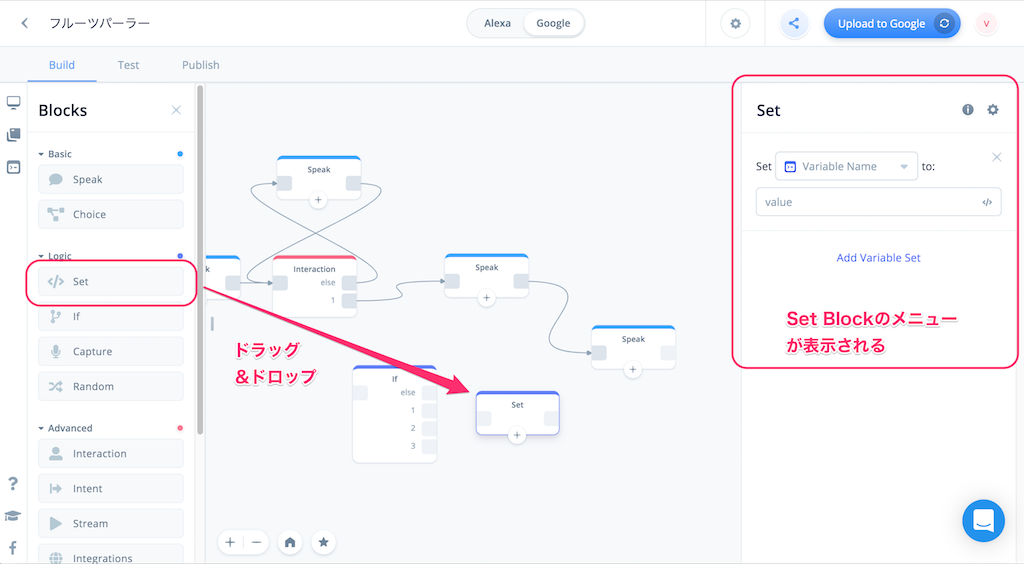 フルーツパーラー
Alexa
Google
Upload to Google
V
Build
Test
Publish
Blocks
Basic
Speak
Choice
Logic
Set
If
Capture
Random
Advanced
Interaction
Intent
Stream
Integrations
Speak
+
k
Interaction
else
1
Speak
+
Speak
+
ドラッグ
&ドロップ
If
else
1
2
3
Set
+
Set
Set Variable Name to:
value
Add Variable Set
Set Blockのメニュー
が表示される